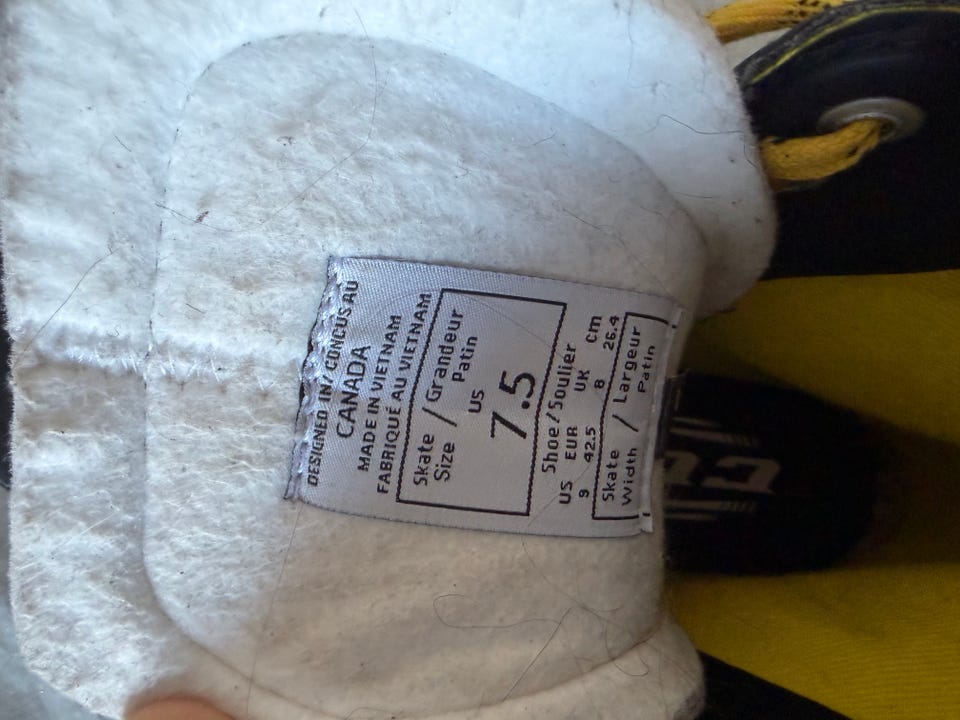 DESIGNED IN/ CONÇUS AU
CANADA
MADE IN VIETNAM
FABRIQUÉ AU VIETNAM
Skate / Grandeur
Size Patin
US
7.5
Shoe/Soulier
US EUR UK cm
9 42.5 8 26.4
Skate / Largeur
Width Patin